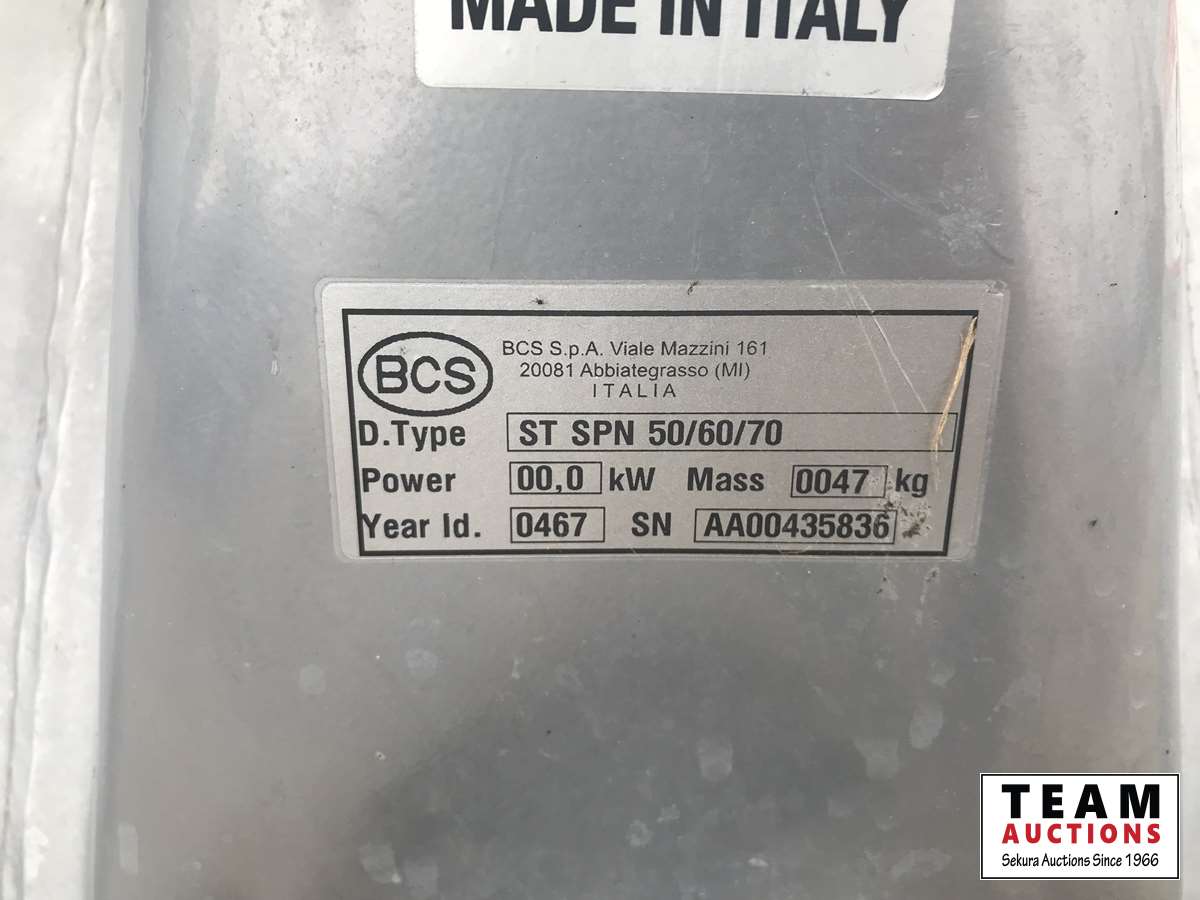 MADE IN ITALY
BCS
BCS S.p.A. Viale Mazzini 161
20081 Abbiategrasso (MI)
ITALIA
D.Type ST SPN 50/60/70
Power 00,0 kW Mass 0047 kg
Year Id. 0467 SN AA00435836
TEAM
AUCTIONS
Sekura Auctions Since 1966